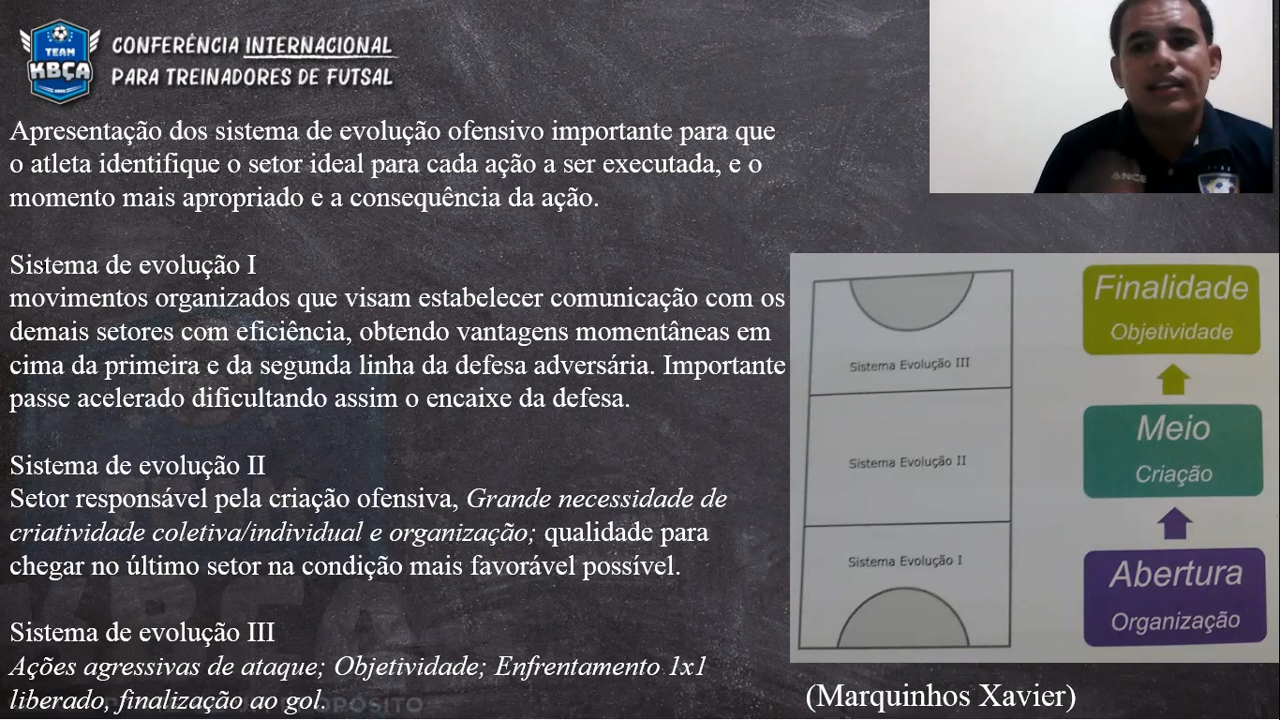 TEAM
KBÇA
CONFERÊNCIA INTERNACIONAL
PARA TREINADORES DE FUTSAL
Apresentação dos sistema de evolução ofensivo importante para que
o atleta identifique o setor ideal para cada ação a ser executada, e o
momento mais apropriado e a consequência da ação.
Sistema de evolução I
movimentos organizados que visam estabelecer comunicação com os
demais setores com eficiência, obtendo vantagens momentâneas em
cima da primeira e da segunda linha da defesa adversária. Importante
passe acelerado dificultando assim o encaixe da defesa.
Sistema de evolução II
Setor responsável pela criação ofensiva, Grande necessidade de
criatividade coletiva/individual e organização; qualidade para
chegar no último setor na condição mais favorável possível.
Sistema de evolução III
Ações agressivas de ataque; Objetividade; Enfrentamento 1x1
liberado, finalização ao gol.
Sistema Evolução III
Sistema Evolução II
Sistema Evolução I
Finalidade
Objetividade
Meio
Criação
Abertura
Organização
(Marquinhos Xavier)